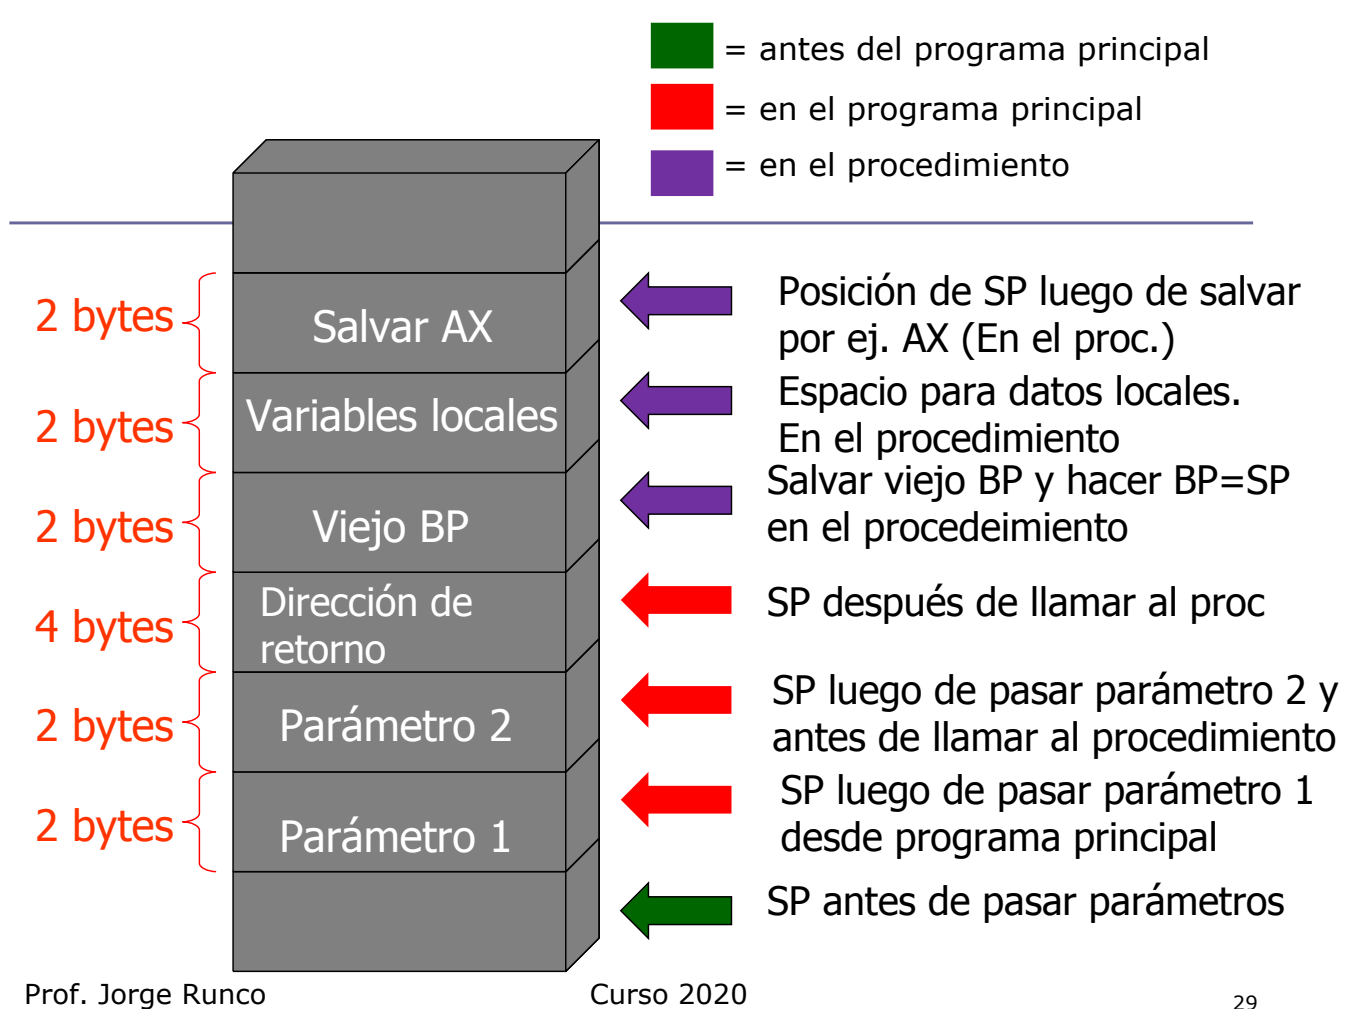 = antes del programa principal
= en el programa principal
= en el procedimiento
2 bytes
Salvar AX
Posición de SP luego de salvar
por ej. AX (En el proc.)
2 bytes
Variables locales
Espacio para datos locales.
En el procedimiento
2 bytes
Viejo BP
Salvar viejo BP y hacer BP=SP
en el procedeimiento
4 bytes
Dirección de
retorno
SP después de llamar al proc
2 bytes
Parámetro 2
SP luego de pasar parámetro 2 y
antes de llamar al procedimiento
2 bytes
Parámetro 1
SP luego de pasar parámetro 1
desde programa principal
SP antes de pasar parámetros
Prof. Jorge Runco
Curso 2020
29